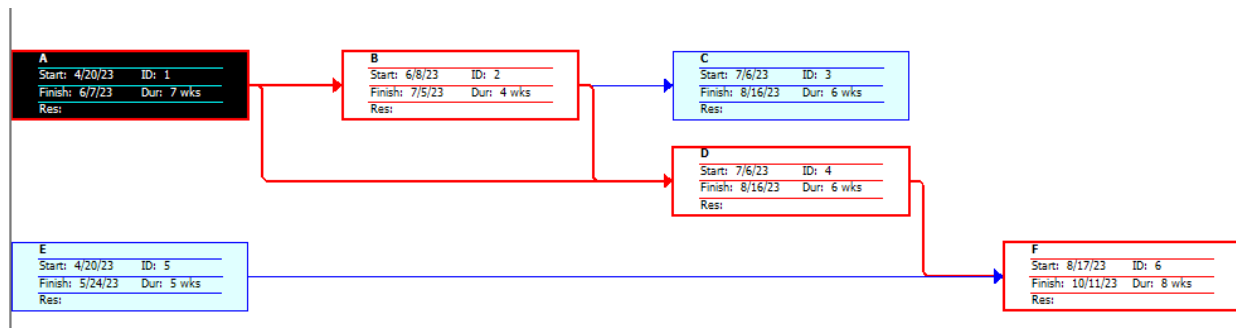 A
Start: 4/20/23 ID: 1
Finish: 6/7/23 Dur: 7 wks
Res:
B
Start: 6/8/23 ID: 2
Finish: 7/5/23 Dur: 4 wks
Res:
C
Start: 7/6/23 ID: 3
Finish: 8/16/23 Dur: 6 wks
Res:
D
Start: 7/6/23 ID: 4
Finish: 8/16/23 Dur: 6 wks
Res:
E
Start: 4/20/23 ID: 5
Finish: 5/24/23 Dur: 5 wks
Res:
F
Start: 8/17/23 ID: 6
Finish: 10/11/23 Dur: 8 wks
Res: